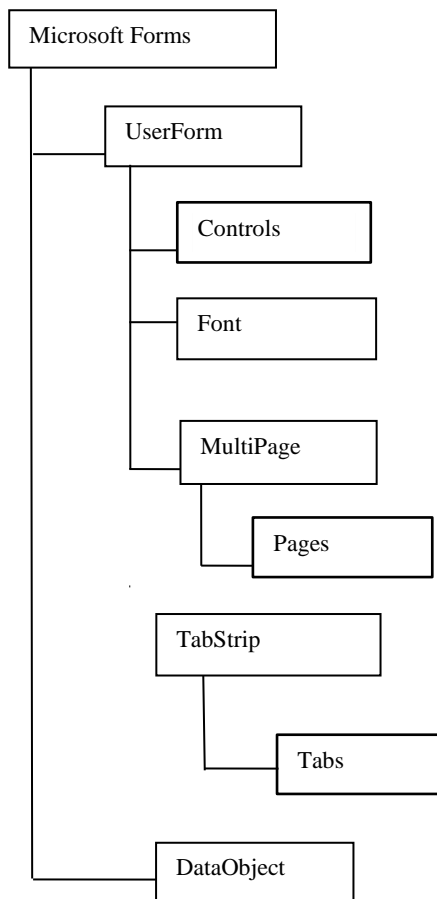 Microsoft Forms
UserForm
Controls
Font
MultiPage
Pages
TabStrip
Tabs
DataObject